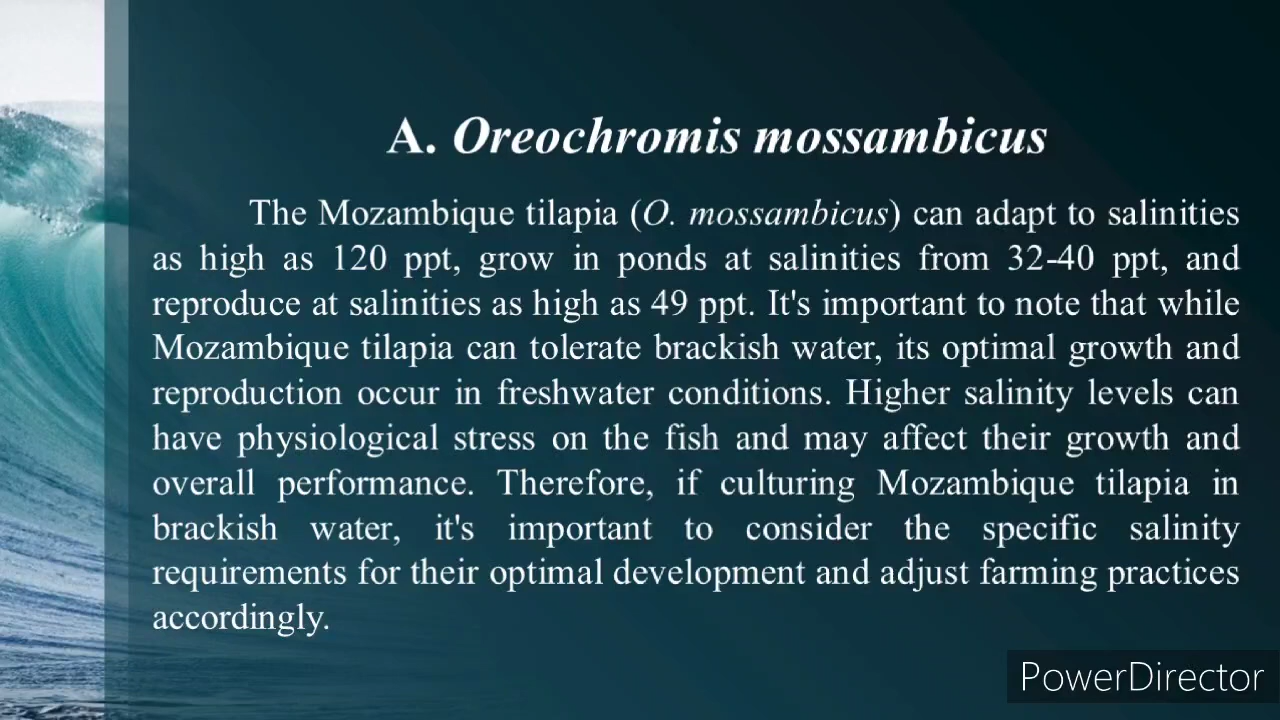 A. Oreochromis mossambicus
The Mozambique tilapia (O. mossambicus) can adapt to salinities
as high as 120 ppt, grow in ponds at salinities from 32-40 ppt, and
reproduce at salinities as high as 49 ppt. It's important to note that while
Mozambique tilapia can tolerate brackish water, its optimal growth and
reproduction occur in freshwater conditions. Higher salinity levels can
have physiological stress on the fish and may affect their growth and
overall performance. Therefore, if culturing Mozambique tilapia in
brackish water, it's important to consider the specific salinity
requirements for their optimal development and adjust farming practices
accordingly.
PowerDirector